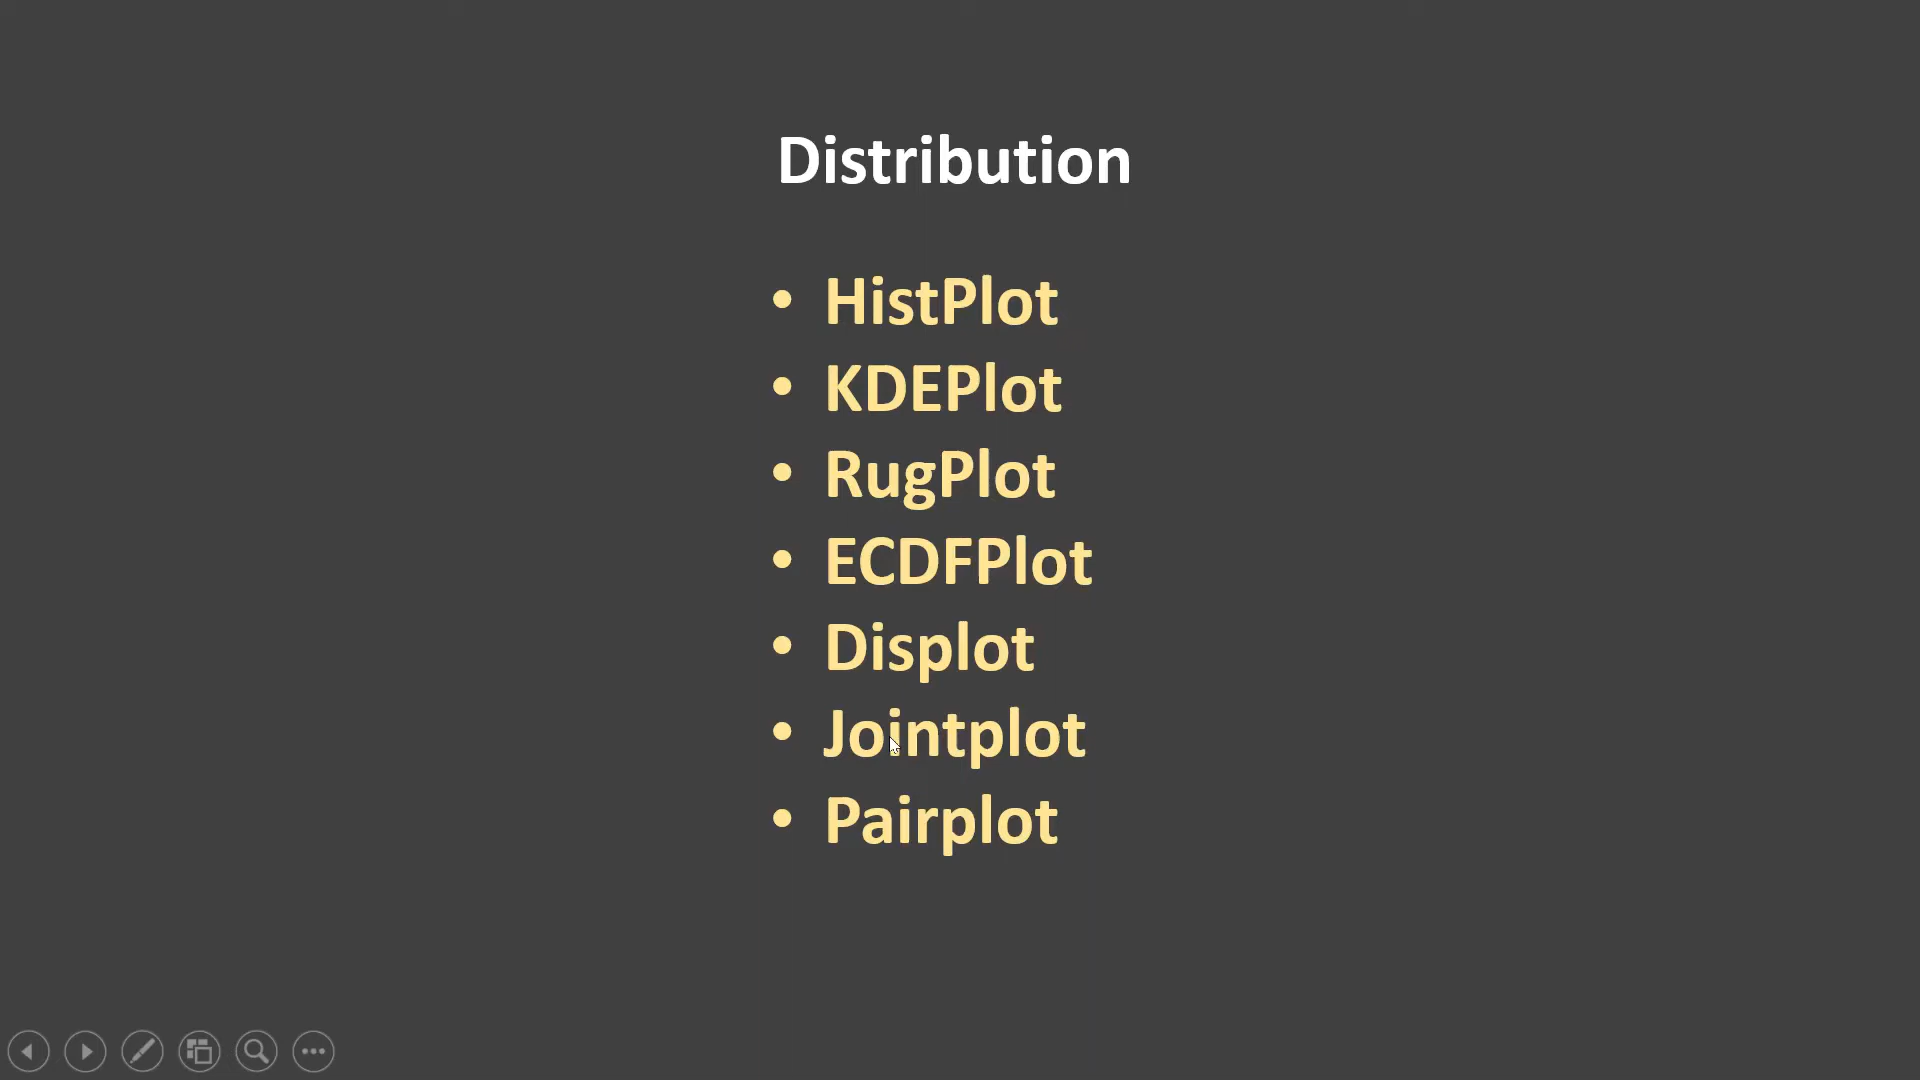 Distribution
• HistPlot
• KDEPlot
• RugPlot
• ECDFPlot
• Displot
• Jointplot
• Pairplot